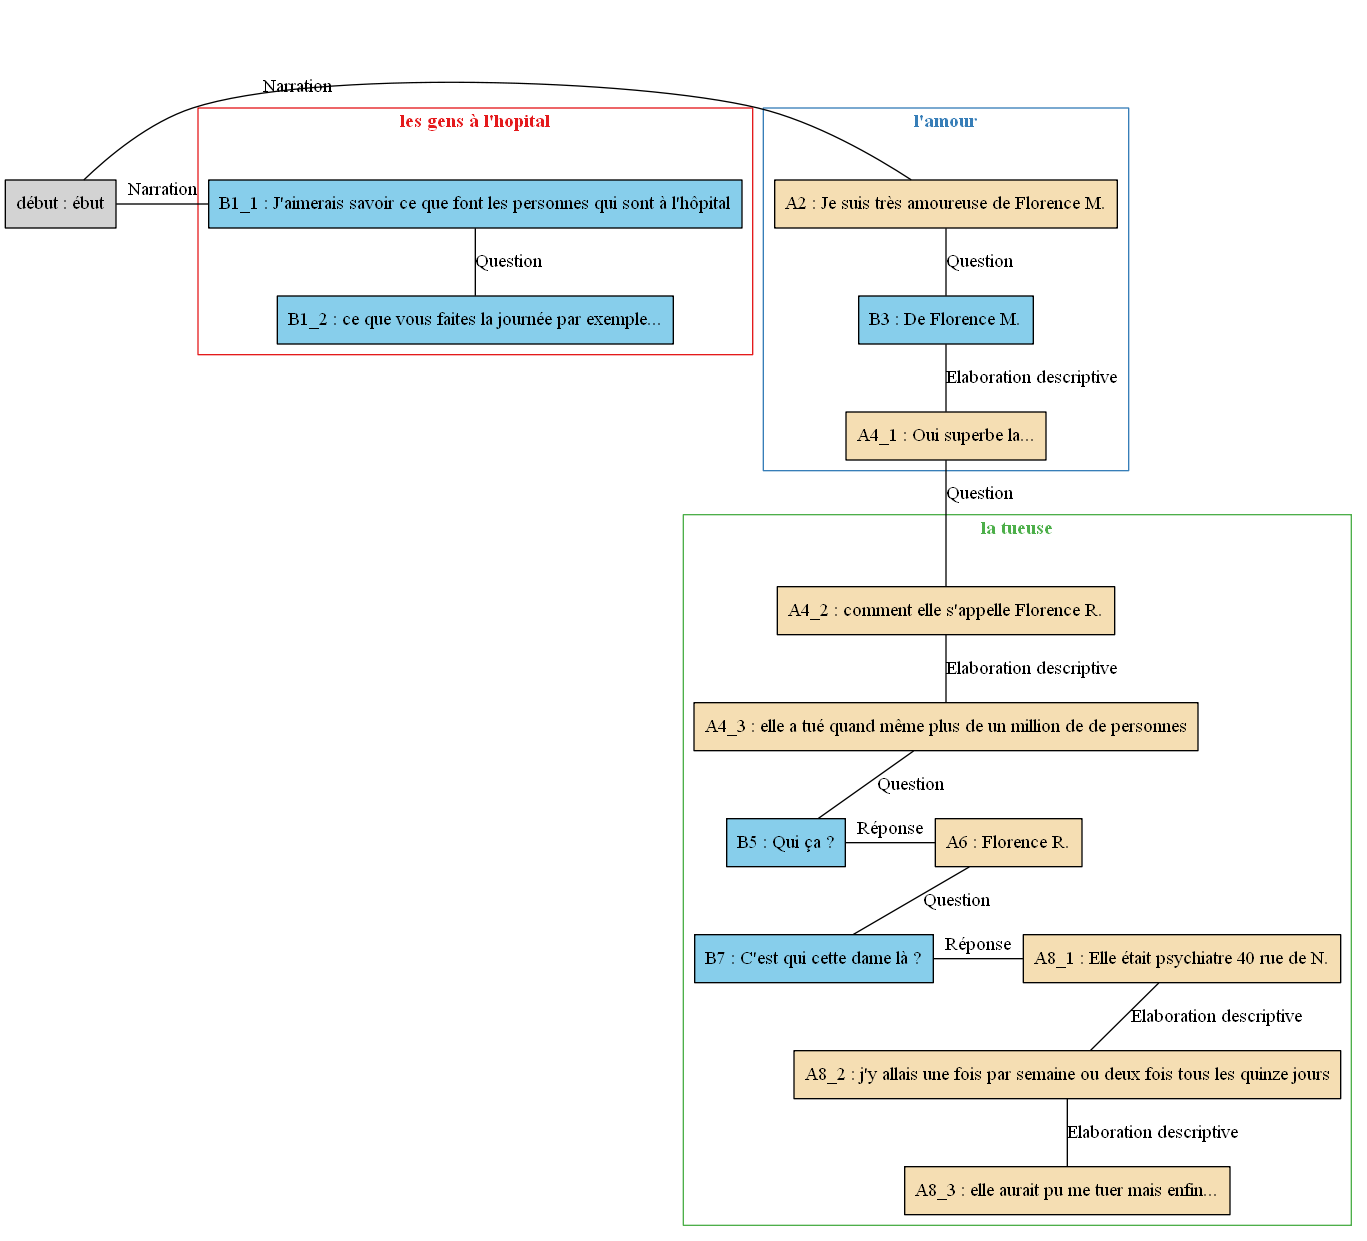 Narration
les gens à l'hopital
l'amour
début : ébut
Narration
B1_1 : J'aimerais savoir ce que font les personnes qui sont à l'hôpital
A2 : Je suis très amoureuse de Florence M.
Question
Question
B1_2 : ce que vous faites la journée par exemple...
B3 : De Florence M.
Elaboration descriptive
A4_1 : Oui superbe la...
Question
la tueuse
A4_2 : comment elle s'appelle Florence R.
Elaboration descriptive
A4_3 : elle a tué quand même plus de un million de de personnes
Question
B5 : Qui ça ?
Réponse
A6 : Florence R.
Question
B7 : C'est qui cette dame là ?
Réponse
A8_1 : Elle était psychiatre 40 rue de N.
Elaboration descriptive
A8_2 : j'y allais une fois par semaine ou deux fois tous les quinze jours
Elaboration descriptive
A8_3 : elle aurait pu me tuer mais enfin...